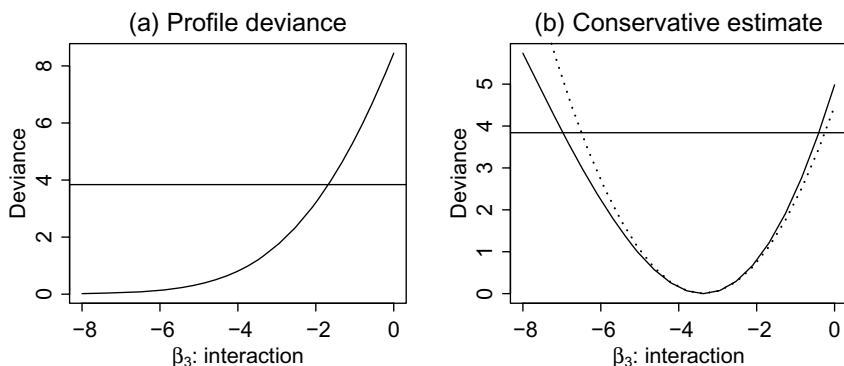 (a) Profile deviance
Deviance
8
6
4
2
0
−8 −6 −4 −2 0
β₃: interaction
(b) Conservative estimate
Deviance
5
4
3
2
1
0
−8 −6 −4 −2 0
β₃: interaction